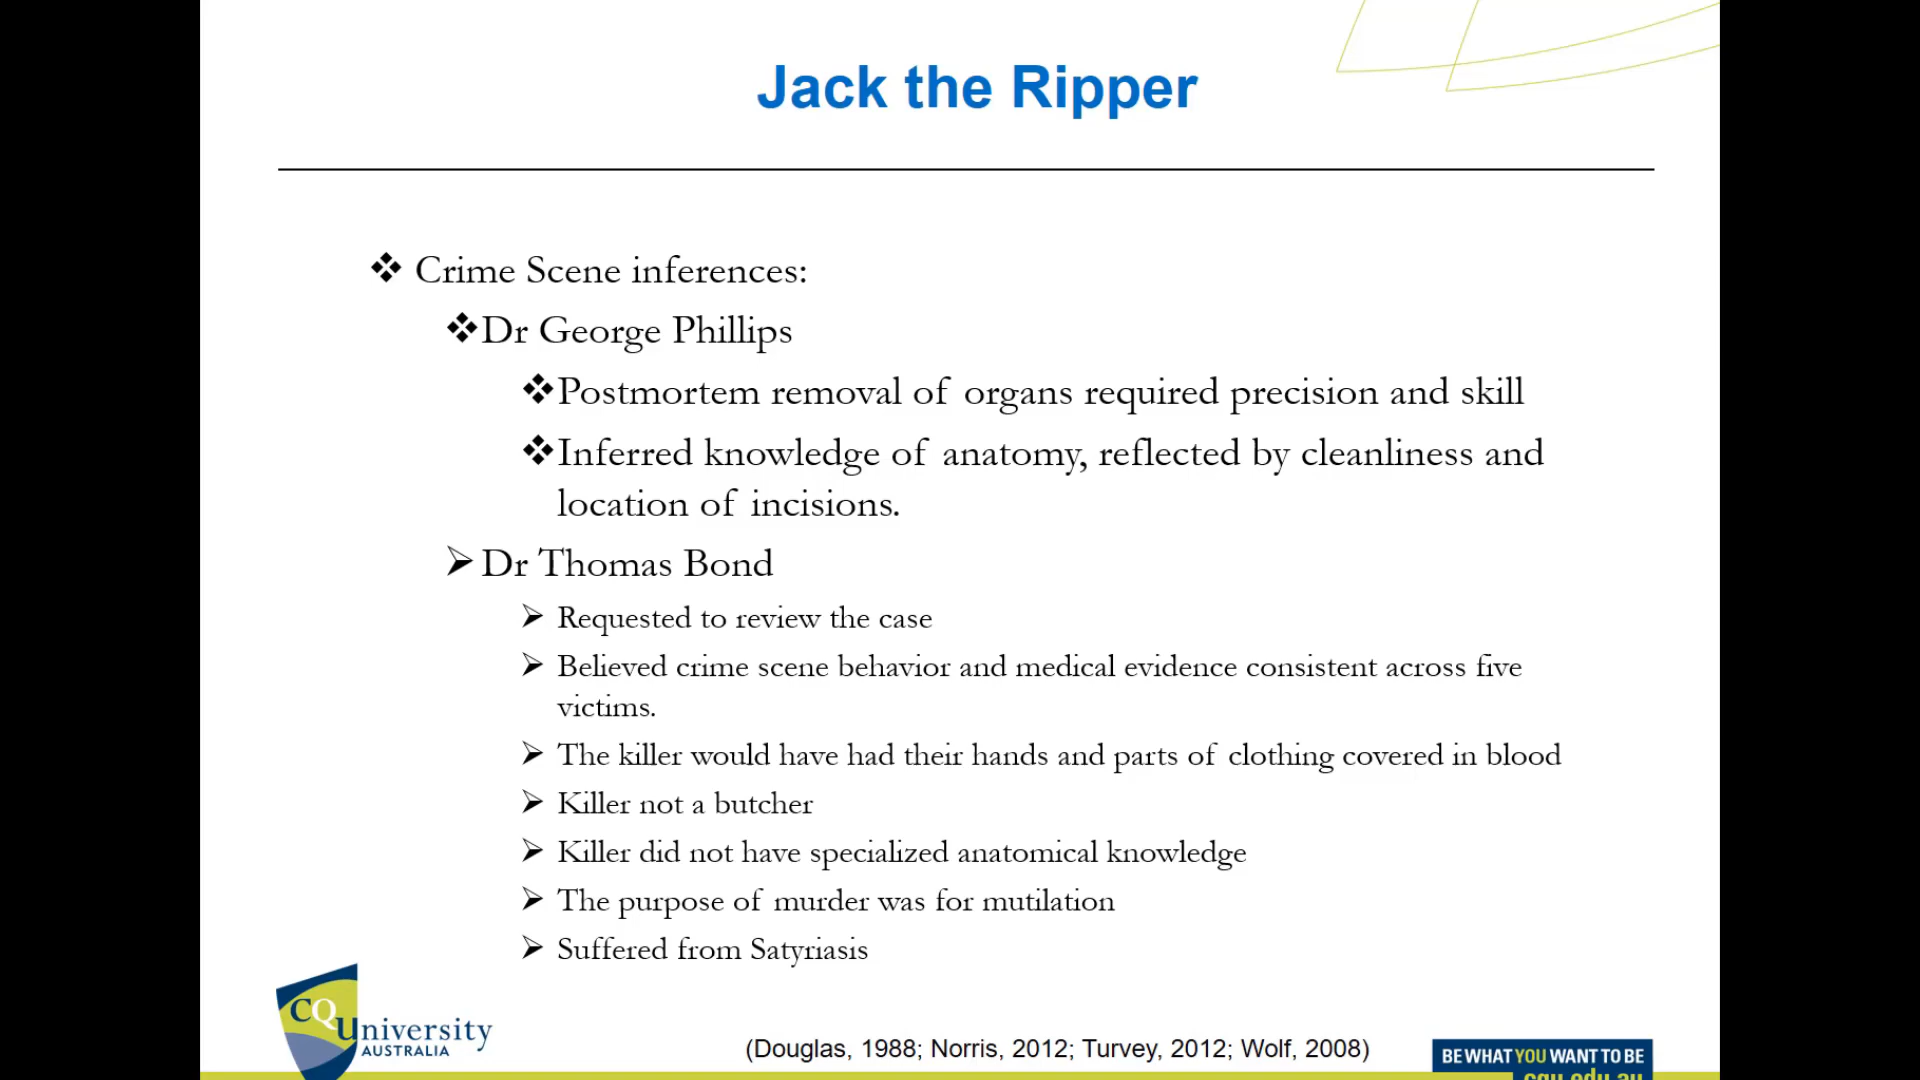 Jack the Ripper
Crime Scene inferences:
Dr George Phillips
Postmortem removal of organs required precision and skill
Inferred knowledge of anatomy, reflected by cleanliness and
location of incisions.
Dr Thomas Bond
Requested to review the case
Believed crime scene behavior and medical evidence consistent across five
victims.
The killer would have had their hands and parts of clothing covered in blood
Killer not a butcher
Killer did not have specialized anatomical knowledge
The purpose of murder was for mutilation
Suffered from Satyriasis
CQUniversity
AUSTRALIA
(Douglas, 1988; Norris, 2012; Turvey, 2012; Wolf, 2008)
BE WHAT YOU WANT TO BE
cqu.edu.au